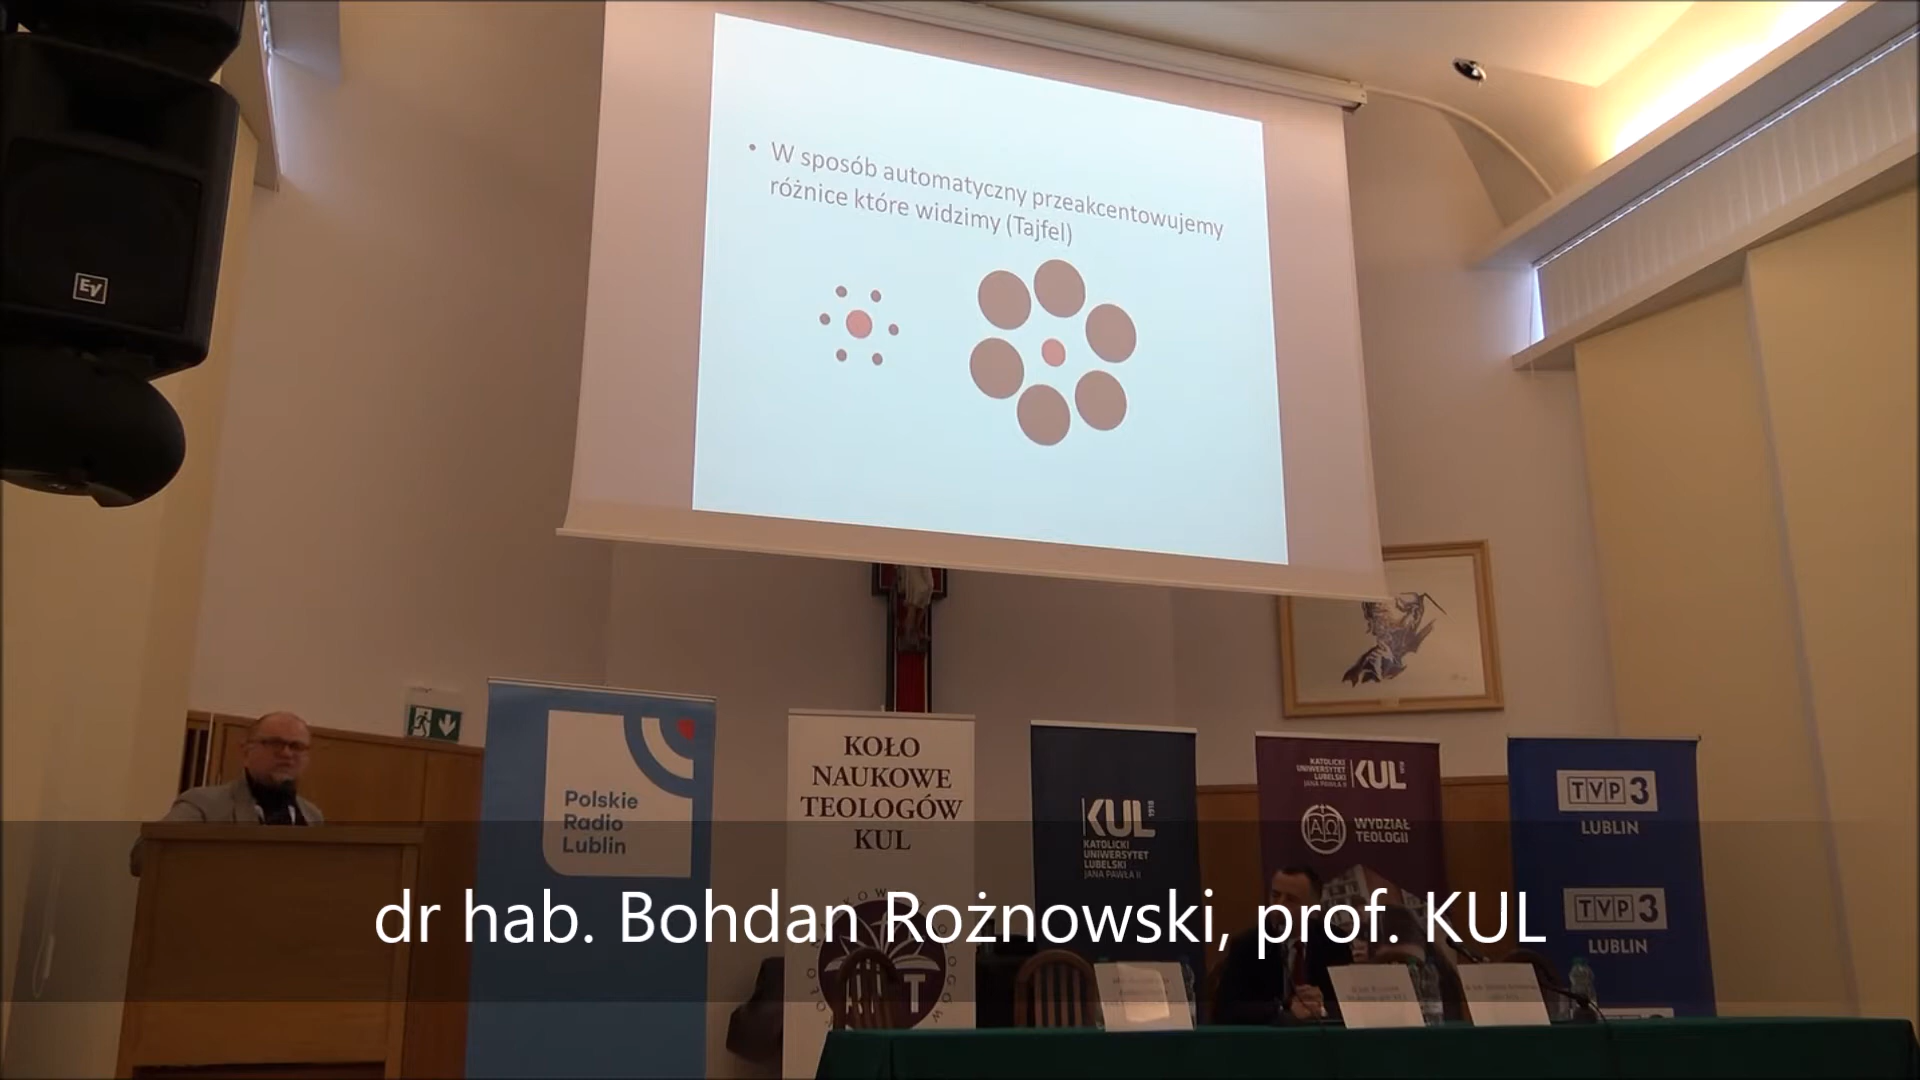 • W sposób automatyczny przeakcentowujemy
różnice które widzimy (Tajfel)
EV
Polskie
Radio
Lublin
KOŁO
NAUKOWE
TEOLOGÓW
KUL
KUL
1918
KATOLICKI
UNIWERSYTET
LUBELSKI
JANA PAWŁA II
KATOLICKI
UNIWERSYTET
LUBELSKI
JANA PAWŁA II
KUL
ΑΩ
WYDZIAŁ
TEOLOGII
TVP3
LUBLIN
TVP3
LUBLIN
dr hab. Bohdan Rożnowski, prof. KUL